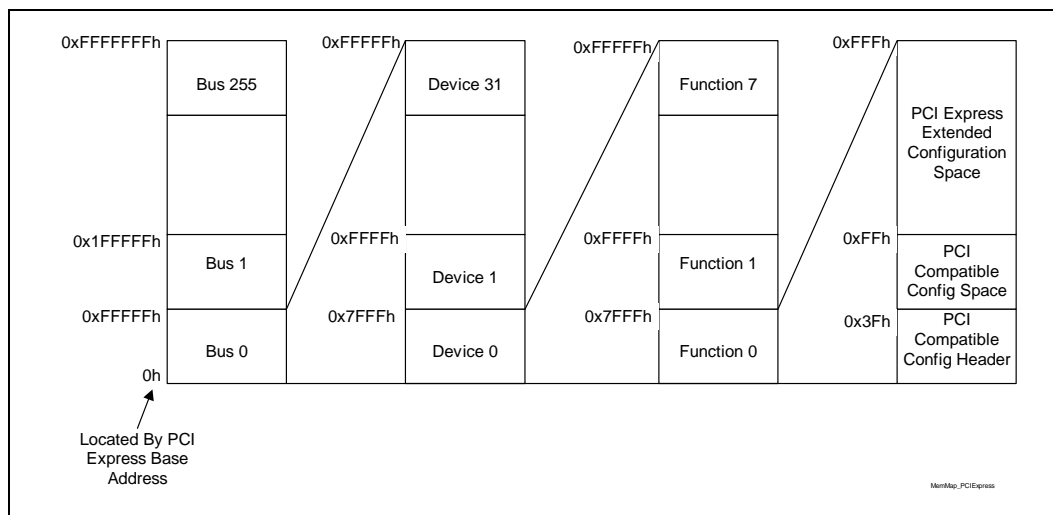 0xFFFFFFFh
Bus 255
0x1FFFFFh
Bus 1
0xFFFFFh
Bus 0
0h
Located By PCI
Express Base
Address
0xFFFFFh
Device 31
0xFFFFh
Device 1
0x7FFFh
Device 0
0xFFFFFh
Function 7
0xFFFFh
Function 1
0x7FFFh
Function 0
0xFFFh
PCI Express
Extended
Configuration
Space
0xFFh
PCI
Compatible
Config Space
0x3Fh
PCI
Compatible
Config Header
MemMap_PCIExpress